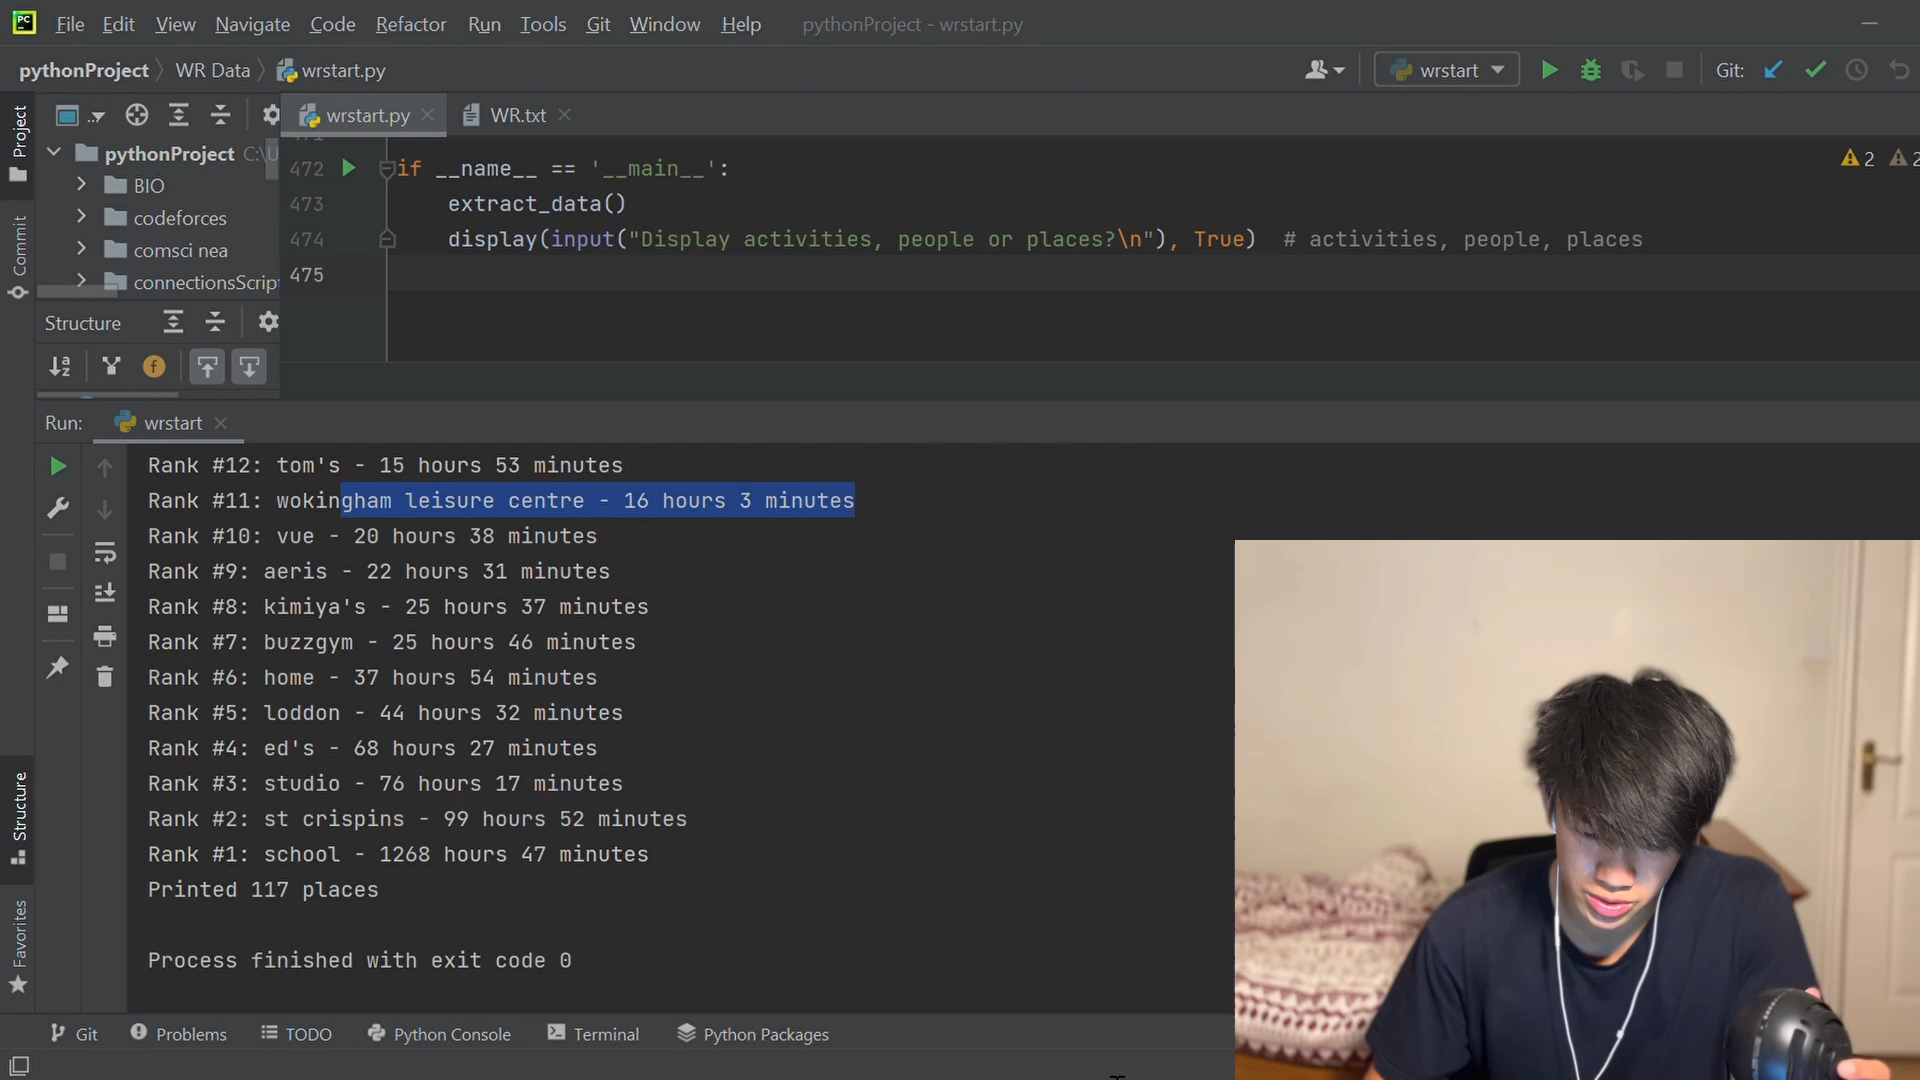 PC
File Edit View Navigate Code Refactor Run Tools Git Window Help pythonProject - wrstart.py
pythonProject WR Data wrstart.py wrstart Git:
Project
wrstart.py WR.txt
pythonProject C:\U
BIO
codeforces
comsci nea
connectionsScrip
Commit
472 if __name__ == '__main__':
473 extract_data()
474 display(input("Display activities, people or places?\n"), True) # activities, people, places
475
2 2
Structure
Run: wrstart
Rank #12: tom's - 15 hours 53 minutes
Rank #11: wokingham leisure centre - 16 hours 3 minutes
Rank #10: vue - 20 hours 38 minutes
Rank #9: aeris - 22 hours 31 minutes
Rank #8: kimiya's - 25 hours 37 minutes
Rank #7: buzzgym - 25 hours 46 minutes
Rank #6: home - 37 hours 54 minutes
Rank #5: loddon - 44 hours 32 minutes
Rank #4: ed's - 68 hours 27 minutes
Rank #3: studio - 76 hours 17 minutes
Rank #2: st crispins - 99 hours 52 minutes
Rank #1: school - 1268 hours 47 minutes
Printed 117 places
Process finished with exit code 0
Structure
Favorites
Git Problems TODO Python Console Terminal Python Packages